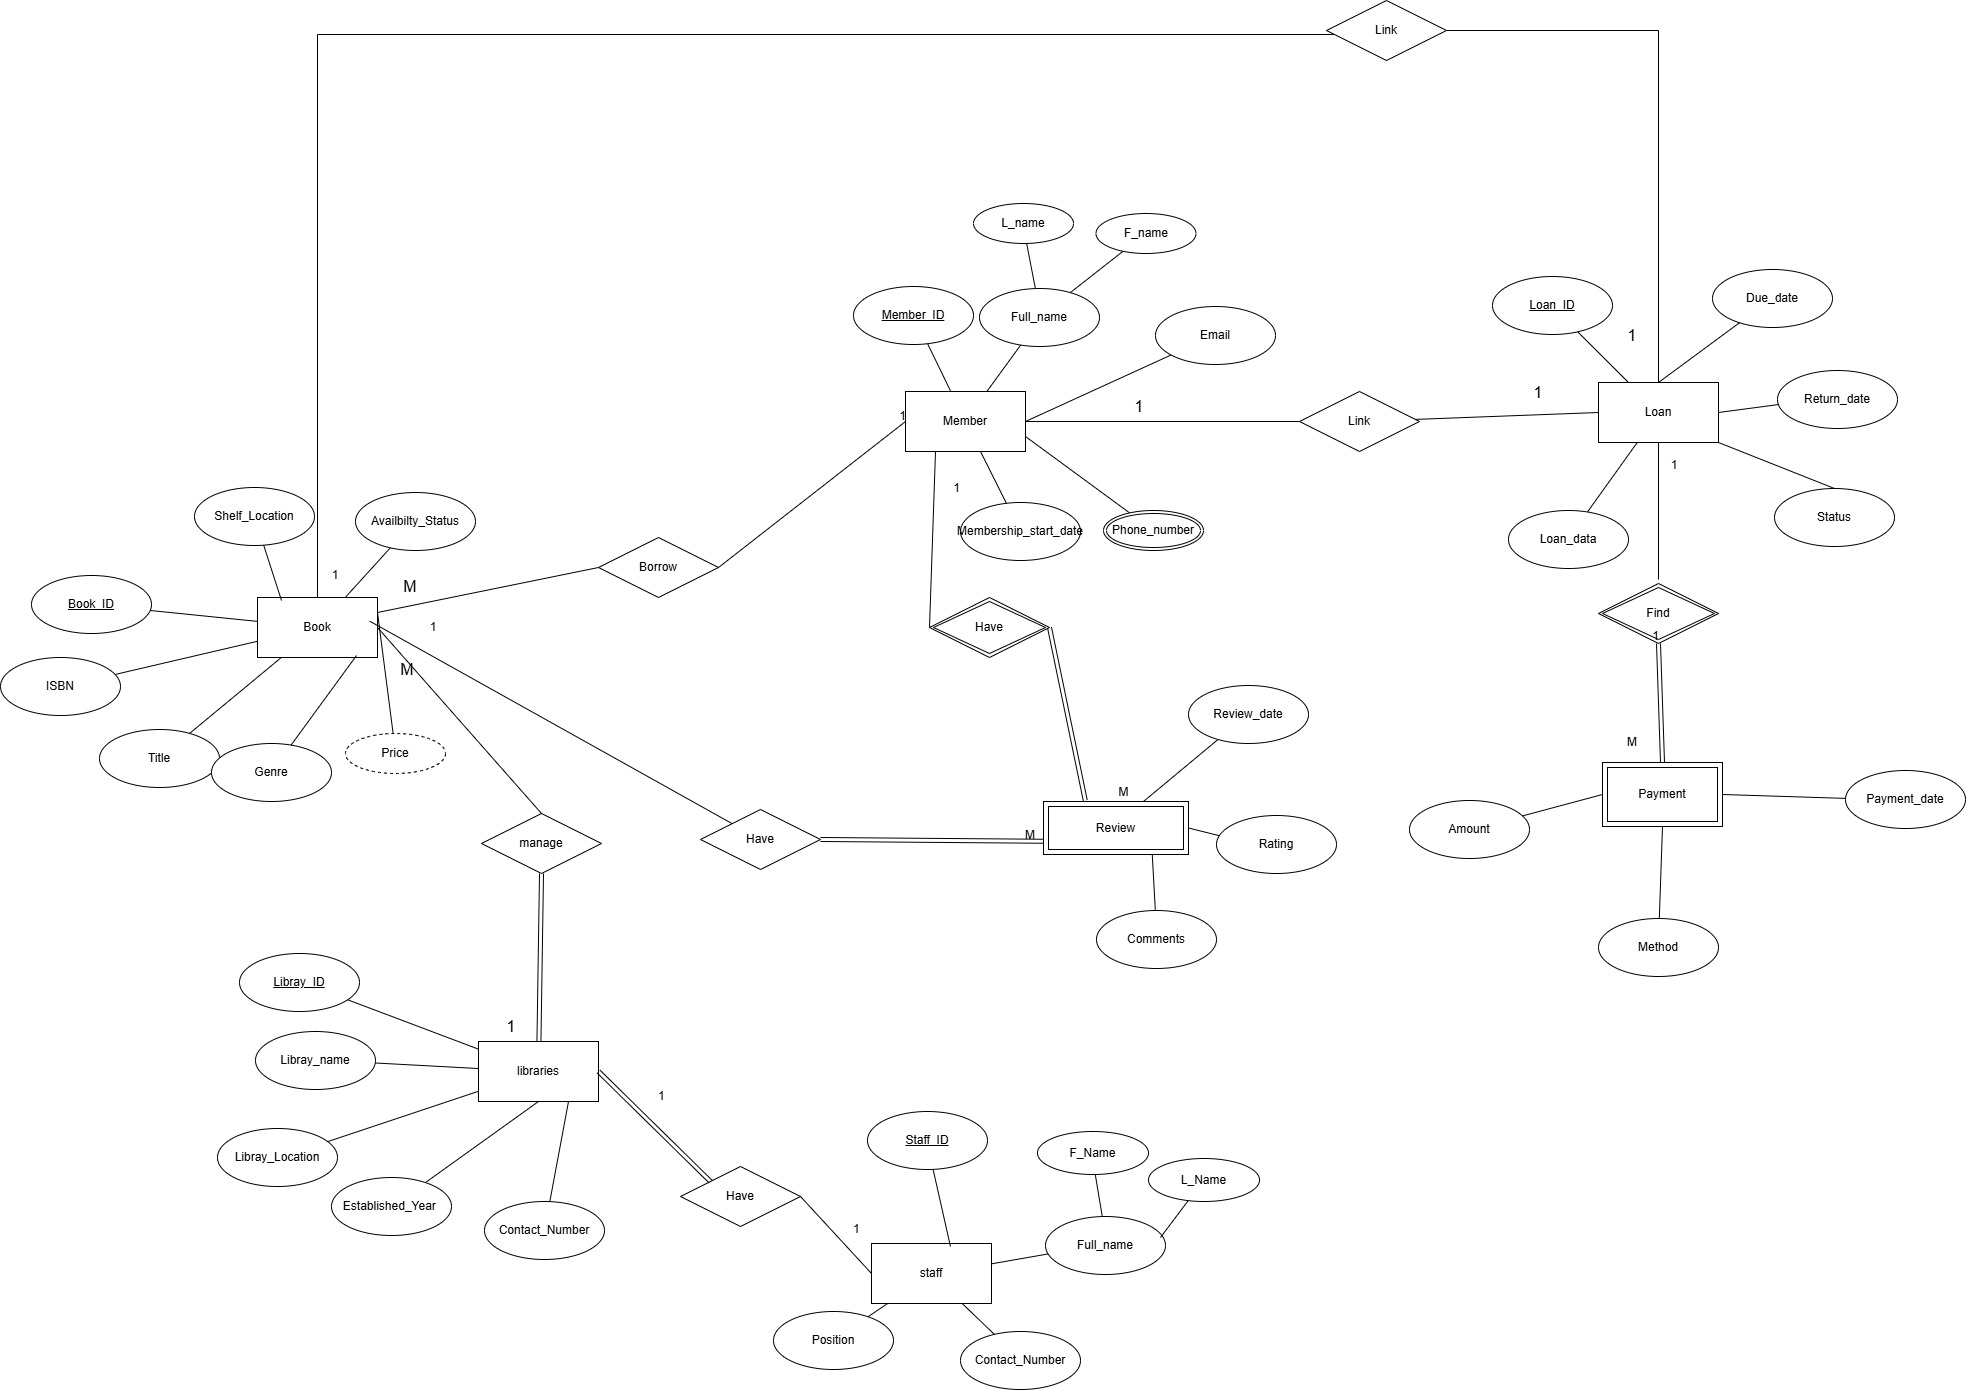 Link
L_name
F_name
Member_ID
Full_name
Loan_ID
Due_date
Email
1
Return_date
1
1
1
Member
Link
Loan
1
1
Shelf_Location
Availbilty_Status
Membership_start_date
Phone_number
Status
Loan_data
Borrow
1
M
Book_ID
Book
1
Have
Find
1
M
ISBN
Review_date
M
Title
Genre
Price
M
Payment
Payment_date
Amount
M
Review
manage
Have
Rating
Comments
Method
Libray_ID
1
Libray_name
libraries
1
Libray_Location
Staff_ID
F_Name
L_Name
Established_Year
Have
Contact_Number
1
Full_name
staff
Position
Contact_Number